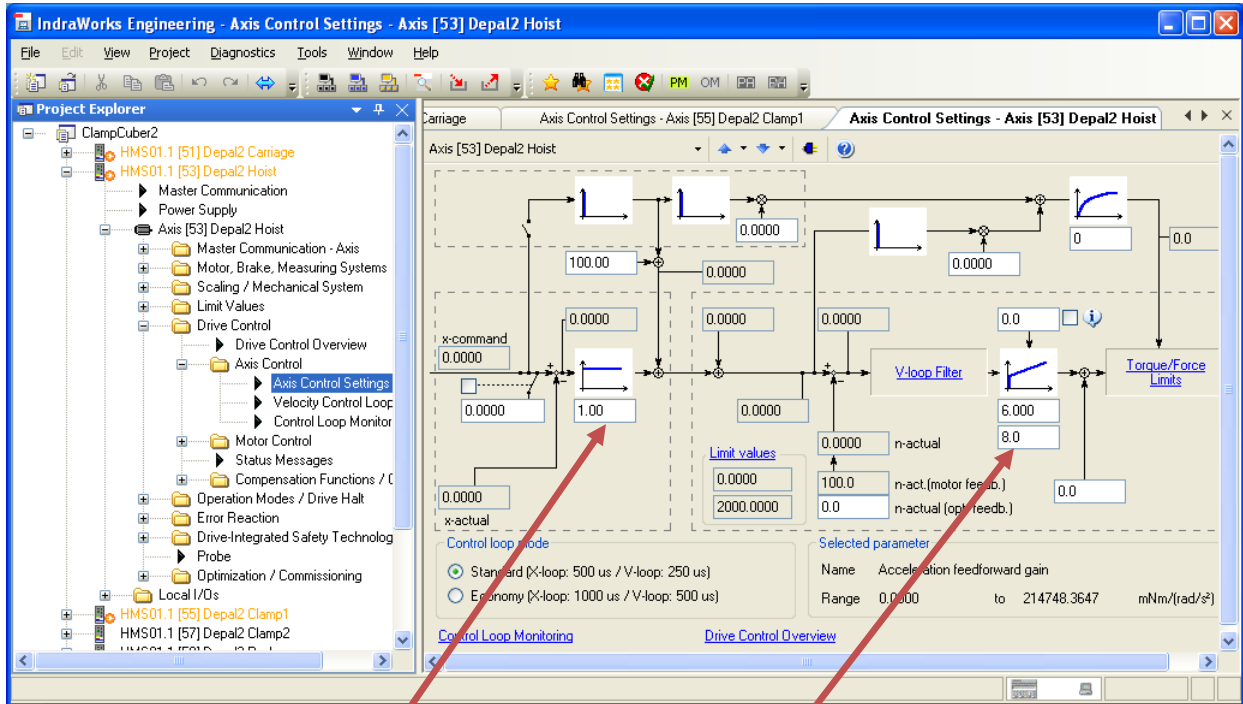 IndraWorks Engineering - Axis Control Settings - Axis [53] Depal2 Hoist
File Edit View Project Diagnostics Tools Window Help
PM OM
Project Explorer
ClampCuber2
HMS01.1 [51] Depal2 Carriage
HMS01.1 [53] Depal2 Hoist
Master Communication
Power Supply
Axis [53] Depal2 Hoist
Master Communication - Axis
Motor, Brake, Measuring Systems
Scaling / Mechanical System
Limit Values
Drive Control
Drive Control Overview
Axis Control
Axis Control Settings
Velocity Control Loop
Control Loop Monitor
Motor Control
Status Messages
Compensation Functions / C
Operation Modes / Drive Halt
Error Reaction
Drive-Integrated Safety Technolog
Probe
Optimization / Commissioning
Local I/Os
HMS01.1 [55] Depal2 Clamp1
HMS01.1 [57] Depal2 Clamp2
Carriage Axis Control Settings - Axis [55] Depal2 Clamp1 Axis Control Settings - Axis [53] Depal2 Hoist
Axis [53] Depal2 Hoist
0.0000 0 0.0
100.00 0.0000 0.0000
0.0000 0.0000 0.0000 0.0
x-command
0.0000
V-loop Filter Torque/Force Limits
0.0000 1.00 0.0000 6.000
8.0
0.0000 n-actual
Limit values
0.0000 100.0 n-act.(motor feedb.) 0.0
0.0000 2000.0000 0.0 n-actual (opt. feedb.)
x-actual
Control loop mode
Standard (X-loop: 500 us / V-loop: 250 us)
Economy (X-loop: 1000 us / V-loop: 500 us)
Selected parameter
Name Acceleration feedforward gain
Range 0.0000 to 214748.3647 mNm/(rad/s²)
Control Loop Monitoring Drive Control Overview